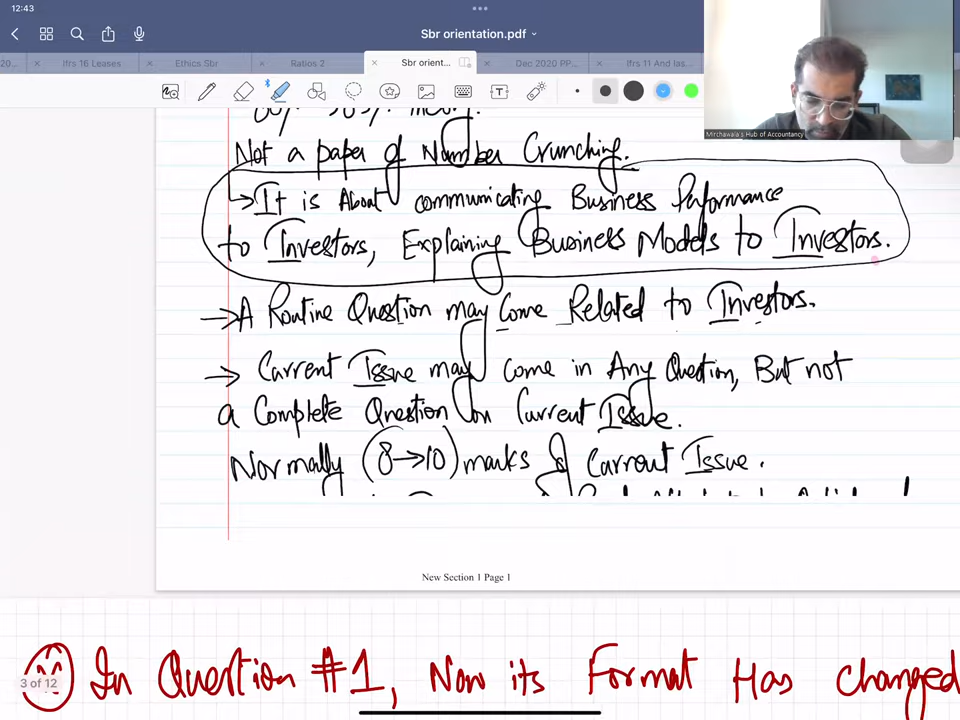 12:43
Sbr orientation.pdf
20...
Ifrs 16 Leases
Ethics Sbr
Ratios 2
Sbr orient...
Dec 2020 PP...
Ifrs 11 And las...
Mirchawala's Hub of Accountancy
Not a paper of Number Crunching.
→ It is About communicating Business Performance
to Investors, Explaining Business Models to Investors.
→ A Routine Question may Come Related to Investors.
→ Current Issue may come in Any Question, But not
a Complete Question on Current Issue.
Normally (8→10) marks of Current Issue.
New Section 1 Page 1
3 of 12
In Question #1, Now its Format Has changed